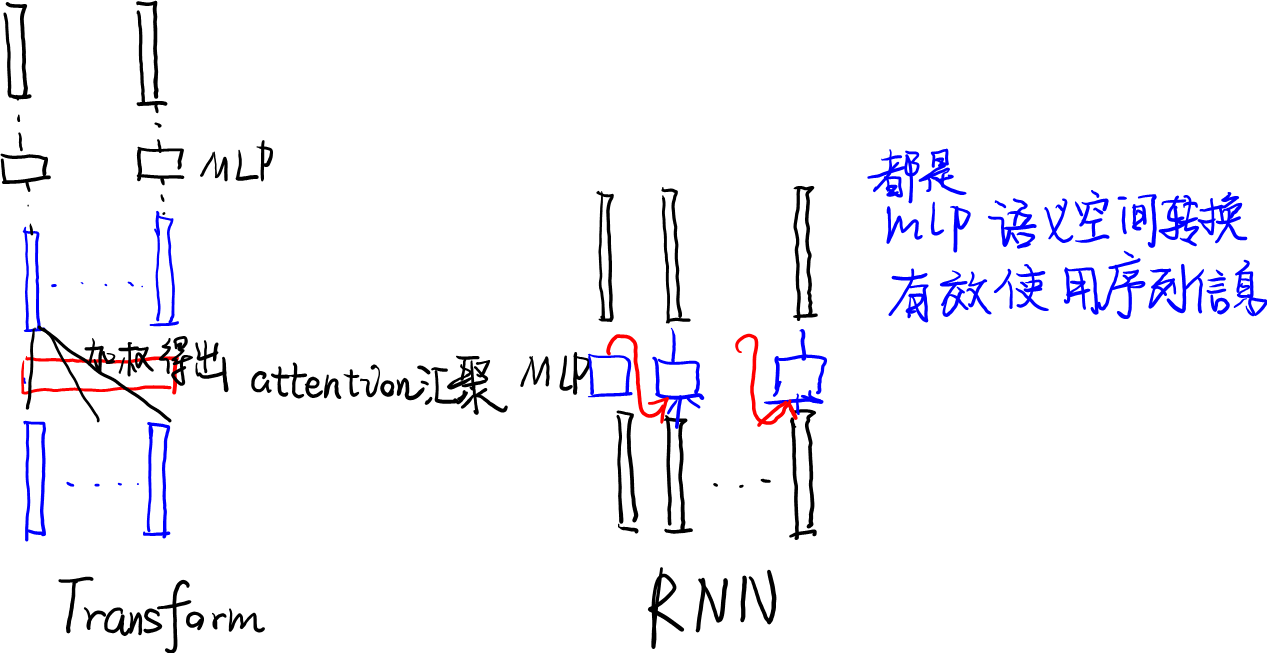 MLP
加权得出
attention汇聚
Transform
MLP
RNN
都是
MLP 语义空间转换
有效使用序列信息